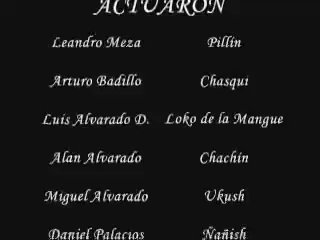 ACTUARON
Leandro Meza Pillin
Arturo Badillo Chasqui
Luis Alvarado D. Loko de la Mangue
Alan Alvarado Chachin
Miguel Alvarado Ukush
Daniel Palacios Ñañish